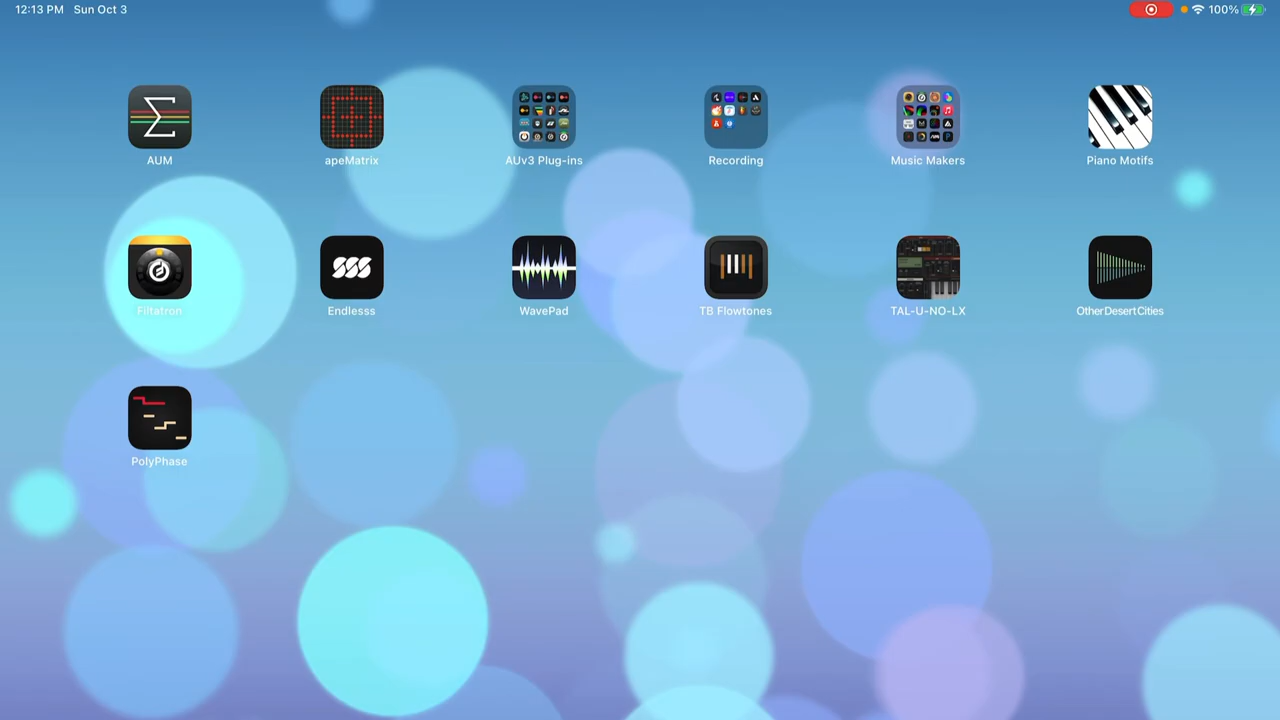 12:13 PM Sun Oct 3
100%
AUM
apeMatrix
AUv3 Plug-ins
Recording
Music Makers
Piano Motifs
Filtatron
Endlesss
WavePad
TB Flowtones
TAL-U-NO-LX
OtherDesertCities
PolyPhase